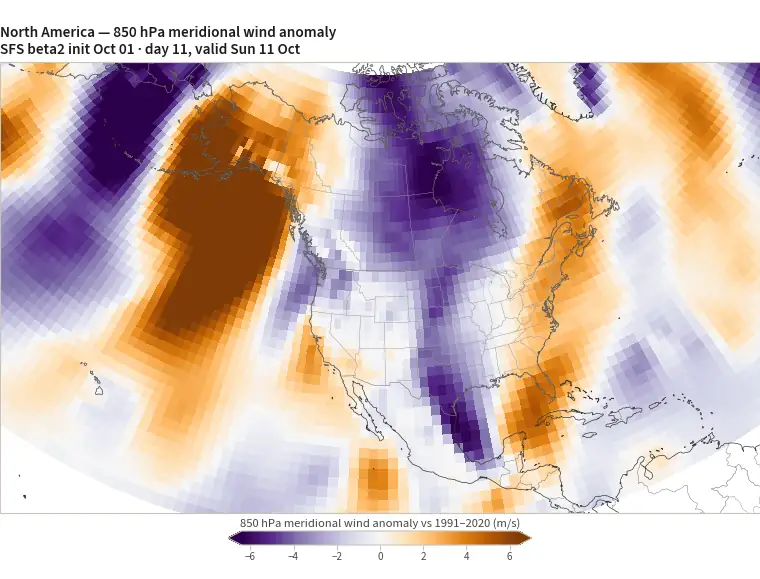 North America — 850 hPa meridional wind anomaly
SFS beta2 init Oct 01 · day 11, valid Sun 11 Oct
850 hPa meridional wind anomaly vs 1991–2020 (m/s)
−6 −4 −2 0 2 4 6